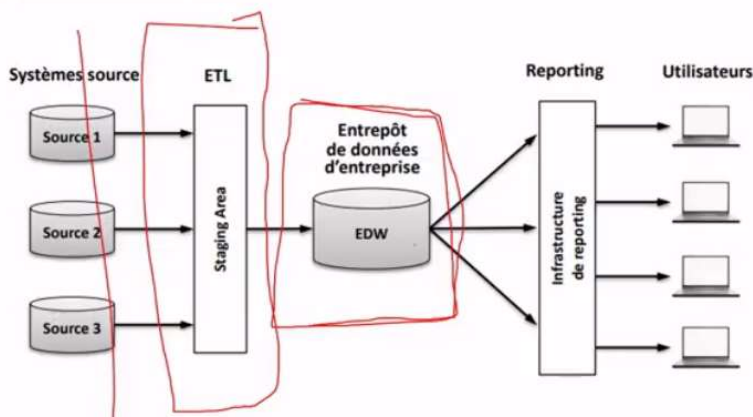 Systèmes source
ETL
Reporting
Utilisateurs
Source 1
Source 2
Source 3
Staging Area
Entrepôt
de données
d'entreprise
EDW
Infrastructure
de reporting